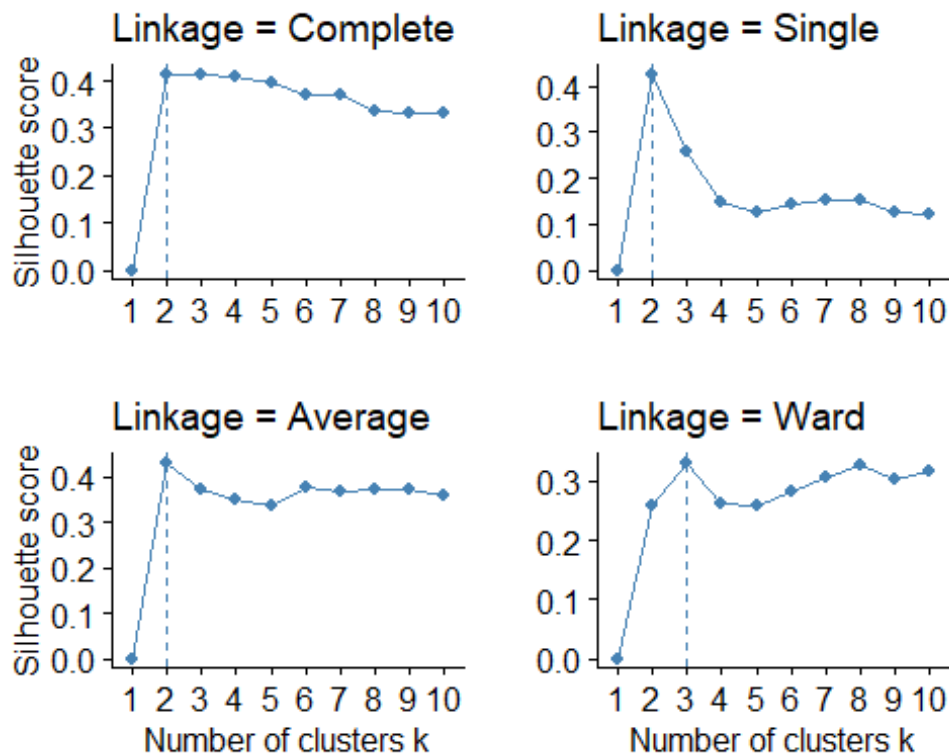 Linkage = Complete
Silhouette score
0.4
0.3
0.2
0.1
0.0
1 2 3 4 5 6 7 8 9 10
Linkage = Single
0.4
0.3
0.2
0.1
0.0
1 2 3 4 5 6 7 8 9 10
Linkage = Average
Silhouette score
0.4
0.3
0.2
0.1
0.0
1 2 3 4 5 6 7 8 9 10
Number of clusters k
Linkage = Ward
0.3
0.2
0.1
0.0
1 2 3 4 5 6 7 8 9 10
Number of clusters k